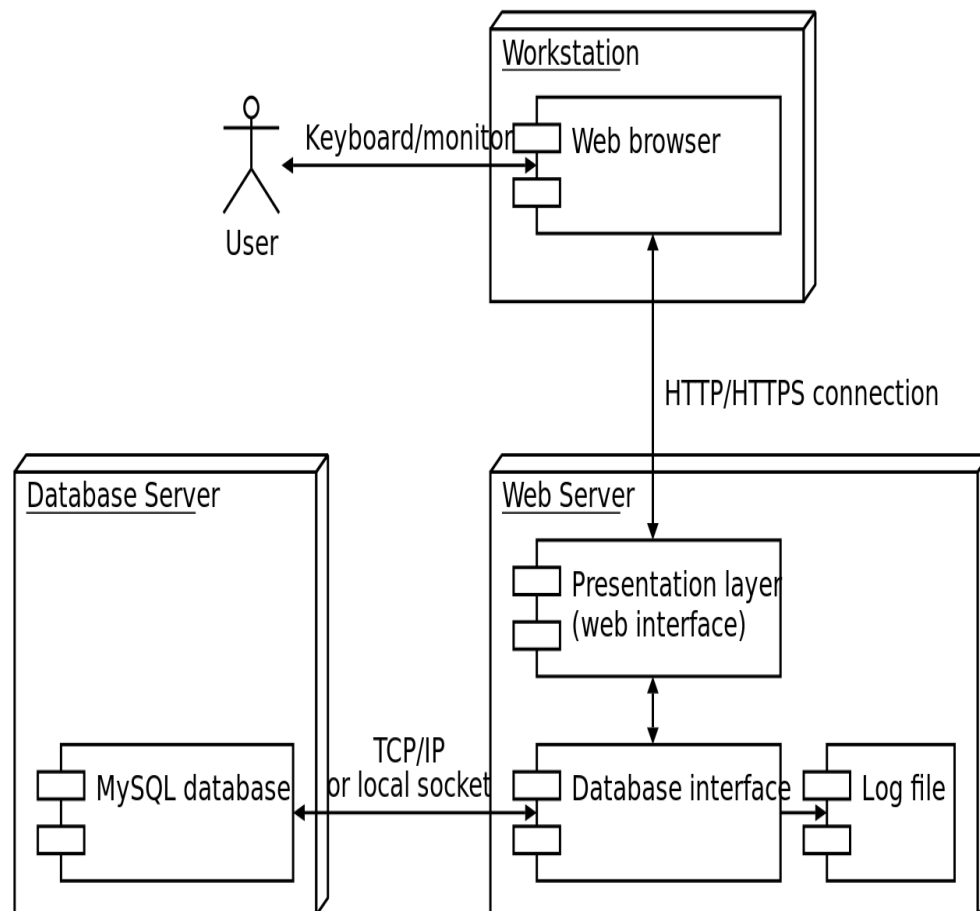 Workstation
Keyboard/monitor
Web browser
User
HTTP/HTTPS connection
Database Server
Web Server
Presentation layer
(web interface)
TCP/IP
or local socket
MySQL database
Database interface
Log file